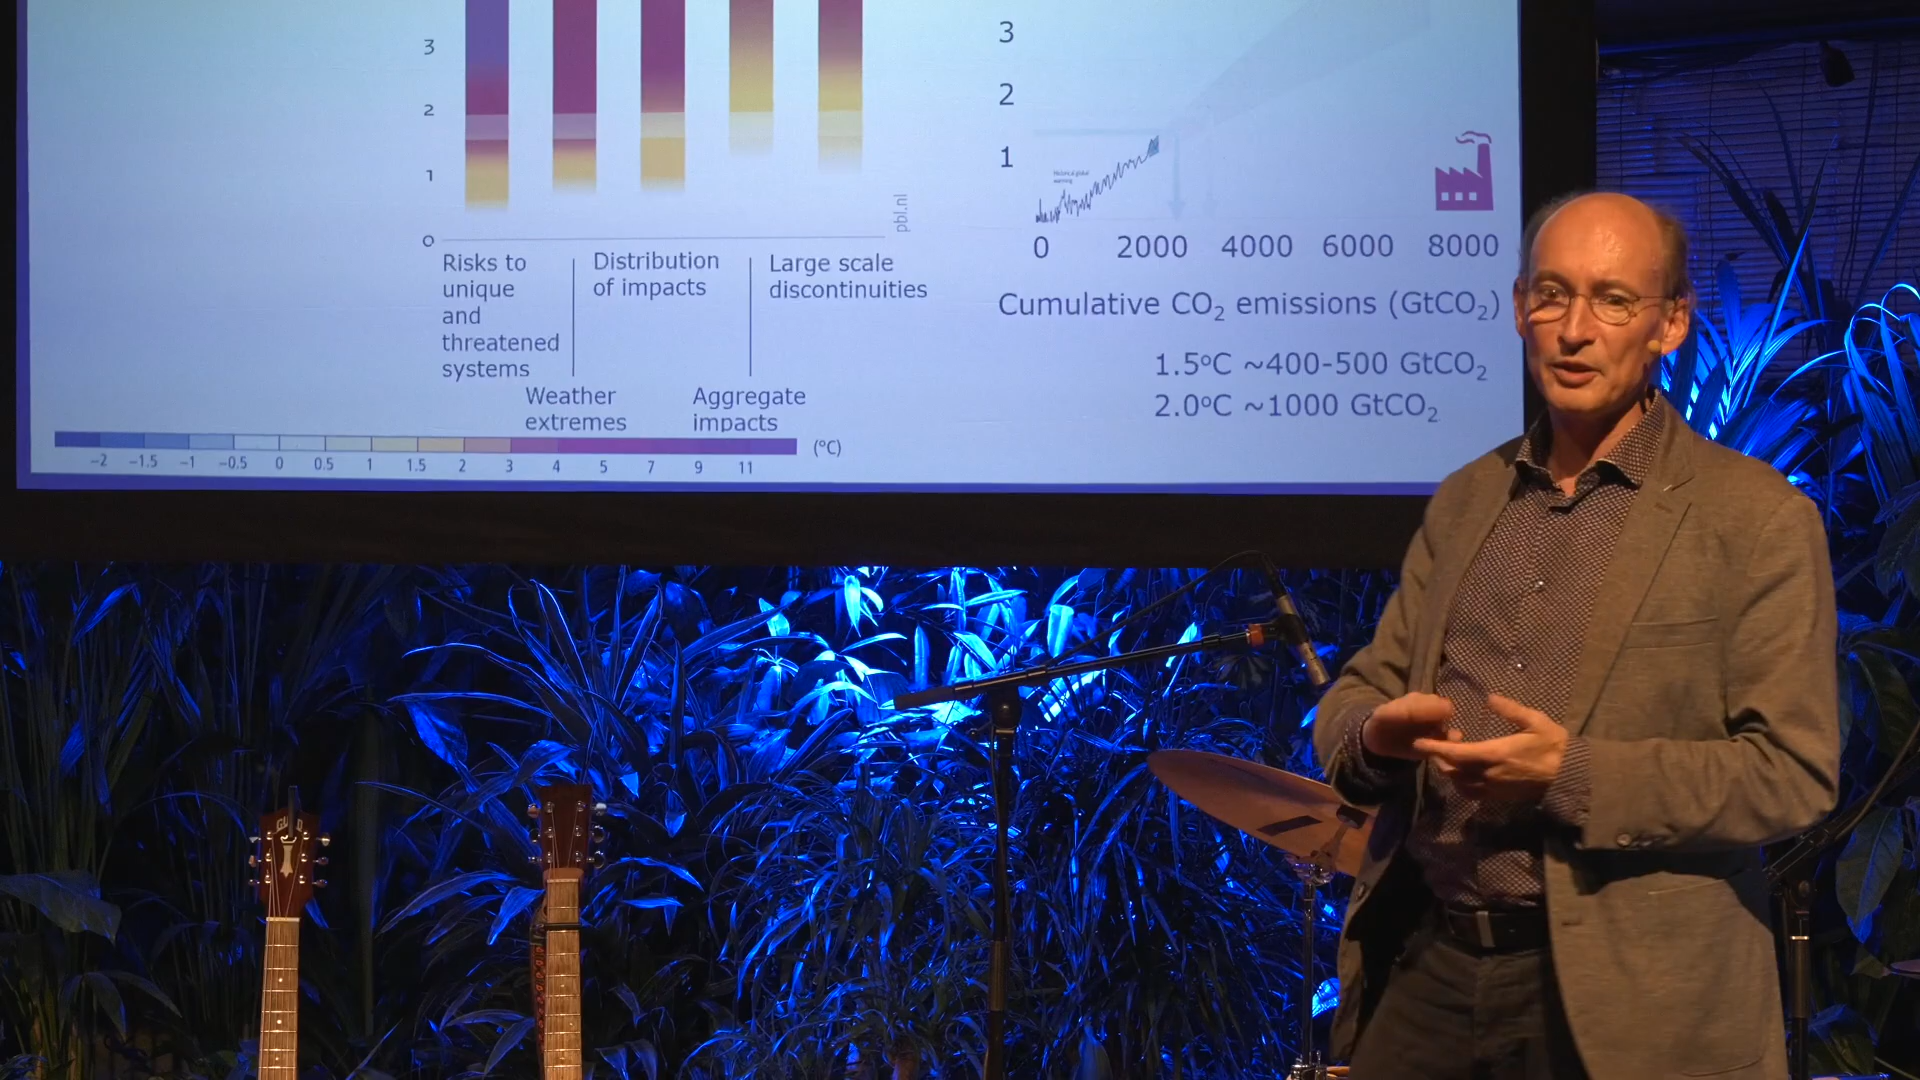 3
2
1
0
pbl.nl
Risks to
unique
and
threatened
systems
Distribution
of impacts
Large scale
discontinuities
Weather
extremes
Aggregate
impacts
−2 −1.5 −1 −0.5 0 0.5 1 1.5 2 3 4 5 7 9 11 (°C)
3
2
1
Historical global
warming
0 2000 4000 6000 8000
Cumulative CO₂ emissions (GtCO₂)
1.5°C ~400-500 GtCO₂
2.0°C ~1000 GtCO₂